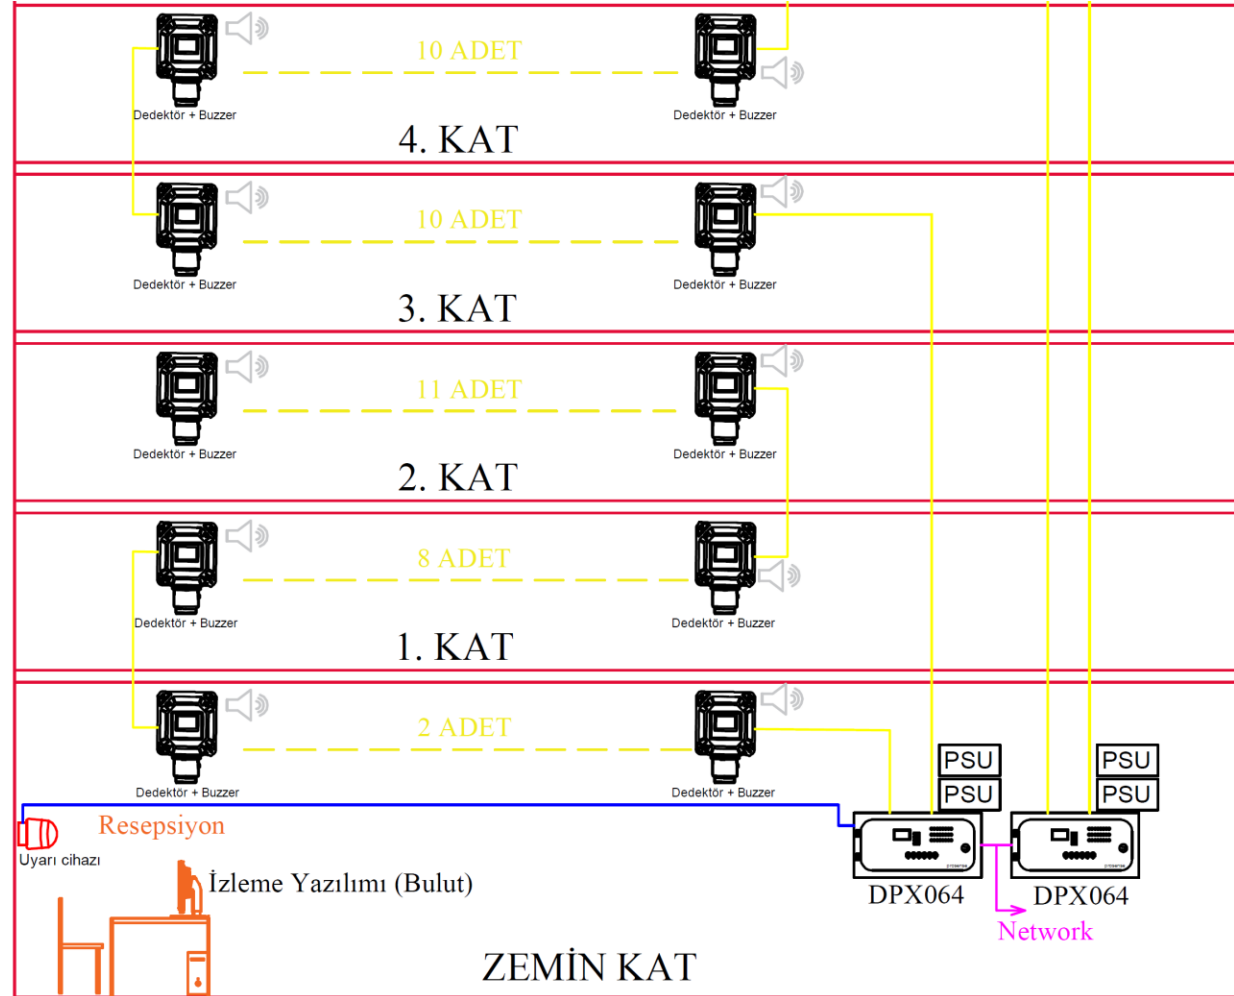 10 ADET
Dedektör + Buzzer
Dedektör + Buzzer
4. KAT
10 ADET
Dedektör + Buzzer
Dedektör + Buzzer
3. KAT
11 ADET
Dedektör + Buzzer
Dedektör + Buzzer
2. KAT
8 ADET
Dedektör + Buzzer
Dedektör + Buzzer
1. KAT
2 ADET
PSU
PSU
Dedektör + Buzzer
Dedektör + Buzzer
PSU
PSU
Resepsiyon
Uyarı cihazı
İzleme Yazılımı (Bulut)
DPX064
DPX064
Network
ZEMİN KAT